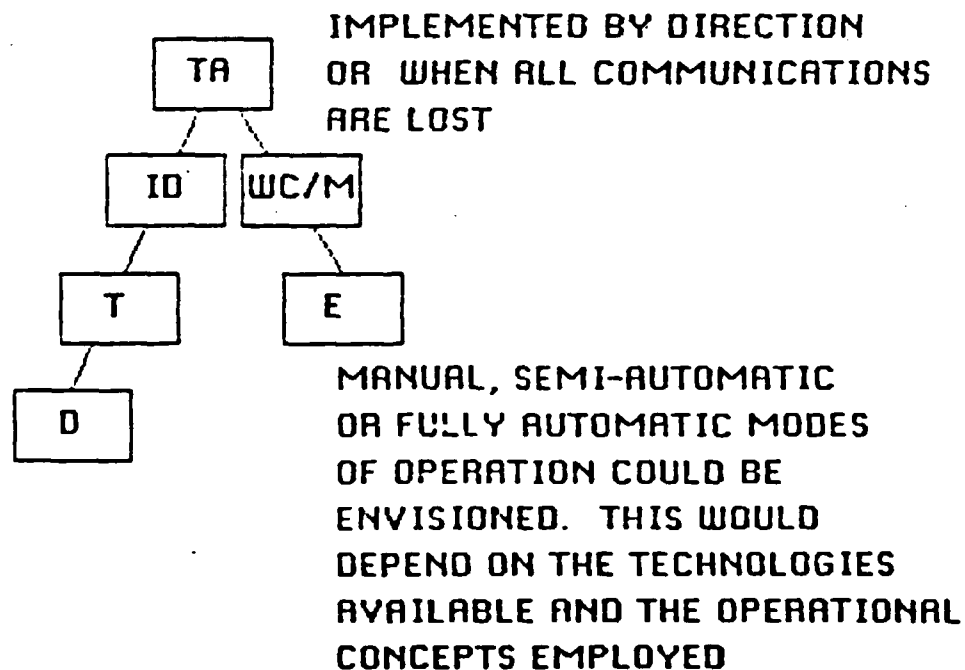 IMPLEMENTED BY DIRECTION
TA
OR WHEN ALL COMMUNICATIONS
ARE LOST
ID
WC/M
T
E
D
MANUAL, SEMI-AUTOMATIC
OR FULLY AUTOMATIC MODES
OF OPERATION COULD BE
ENVISIONED. THIS WOULD
DEPEND ON THE TECHNOLOGIES
AVAILABLE AND THE OPERATIONAL
CONCEPTS EMPLOYED